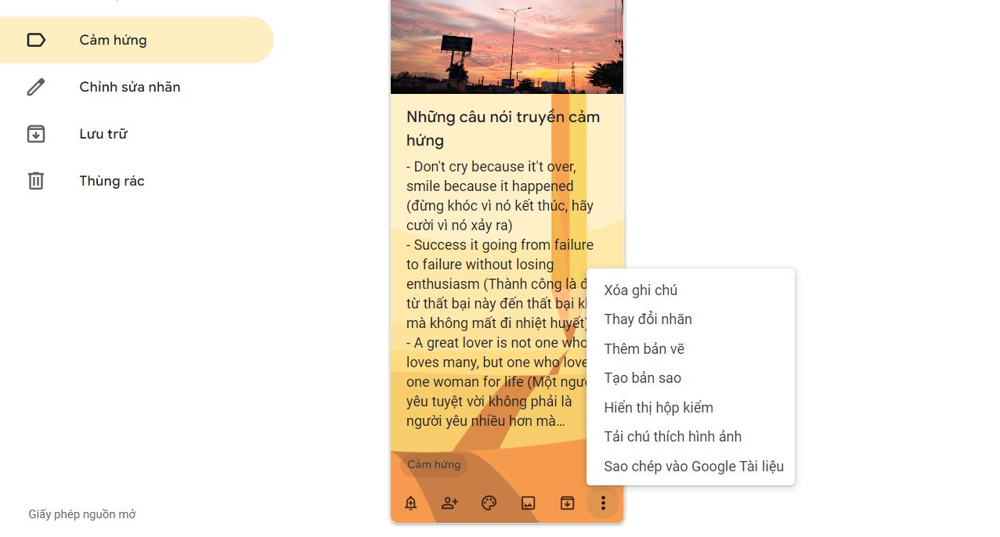 Cảm hứng
Chỉnh sửa nhãn
Lưu trữ
Thùng rác
Giấy phép nguồn mở
Những câu nói truyền cảm
hứng
- Don't cry because it't over,
smile because it happened
(đừng khóc vì nó kết thúc, hãy
cười vì nó xảy ra)
- Success it going from failure
to failure without losing
enthusiasm (Thành công là
từ thất bại này đến thất bại
mà không mất đi nhiệt huyết)
- A great lover is not one who
loves many, but one who love
one woman for life (Một
yêu tuyệt vời không phải là
người yêu nhiều hơn mà…
Cảm hứng
Xóa ghi chú
Thay đổi nhãn
Thêm bản vẽ
Tạo bản sao
Hiển thị hộp kiểm
Tải chú thích hình ảnh
Sao chép vào Google Tài liệu